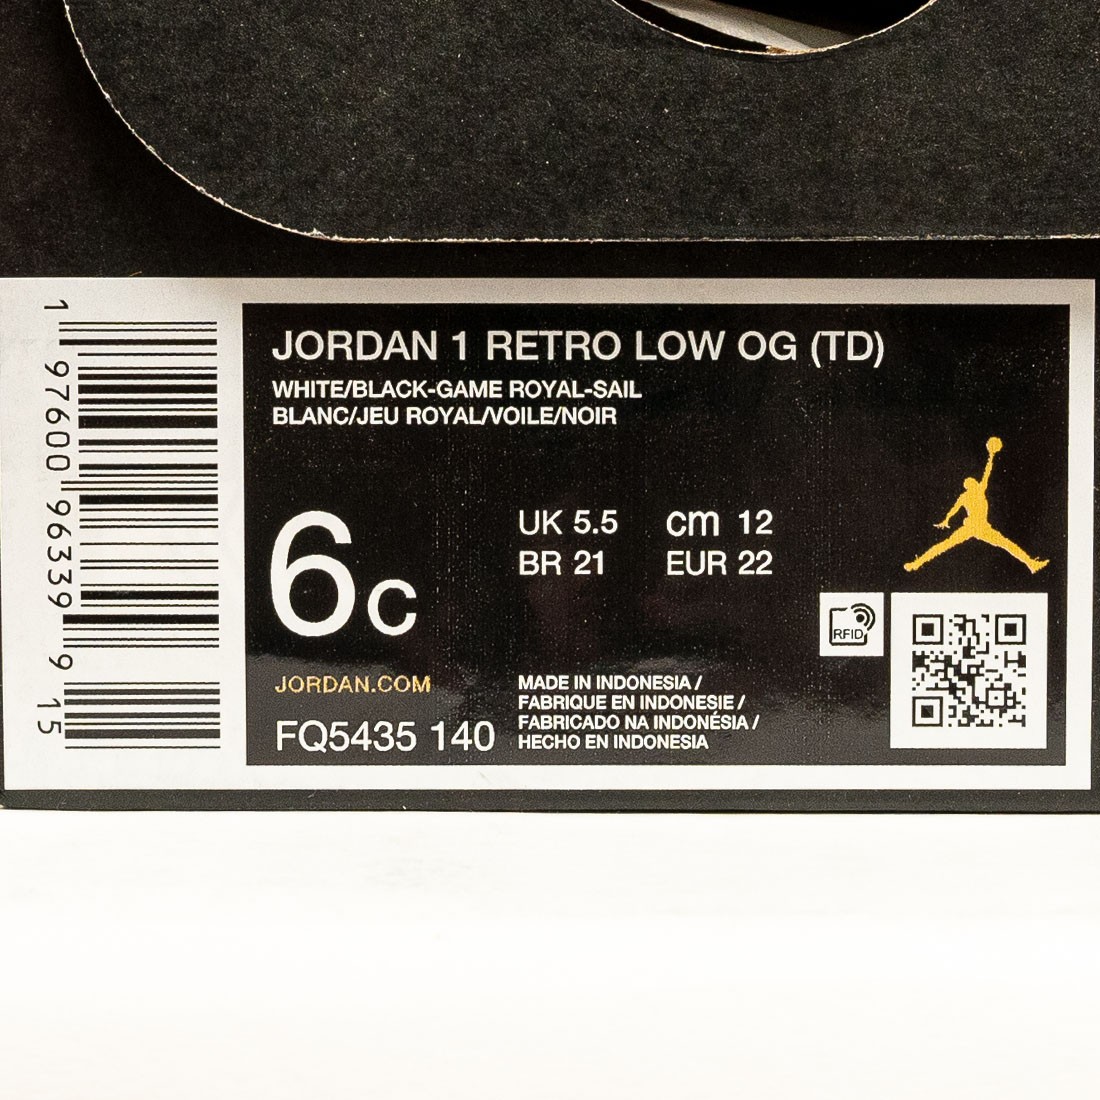 JORDAN 1 RETRO LOW OG (TD)
WHITE/BLACK-GAME ROYAL-SAIL
BLANC/JEU ROYAL/VOILE/NOIR
6c
UK 5.5 cm 12
BR 21 EUR 22
RFID
JORDAN.COM
FQ5435 140
MADE IN INDONESIA /
FABRIQUE EN INDONESIE /
FABRICADO NA INDONÉSIA /
HECHO EN INDONESIA
1 97600 96339 9 15